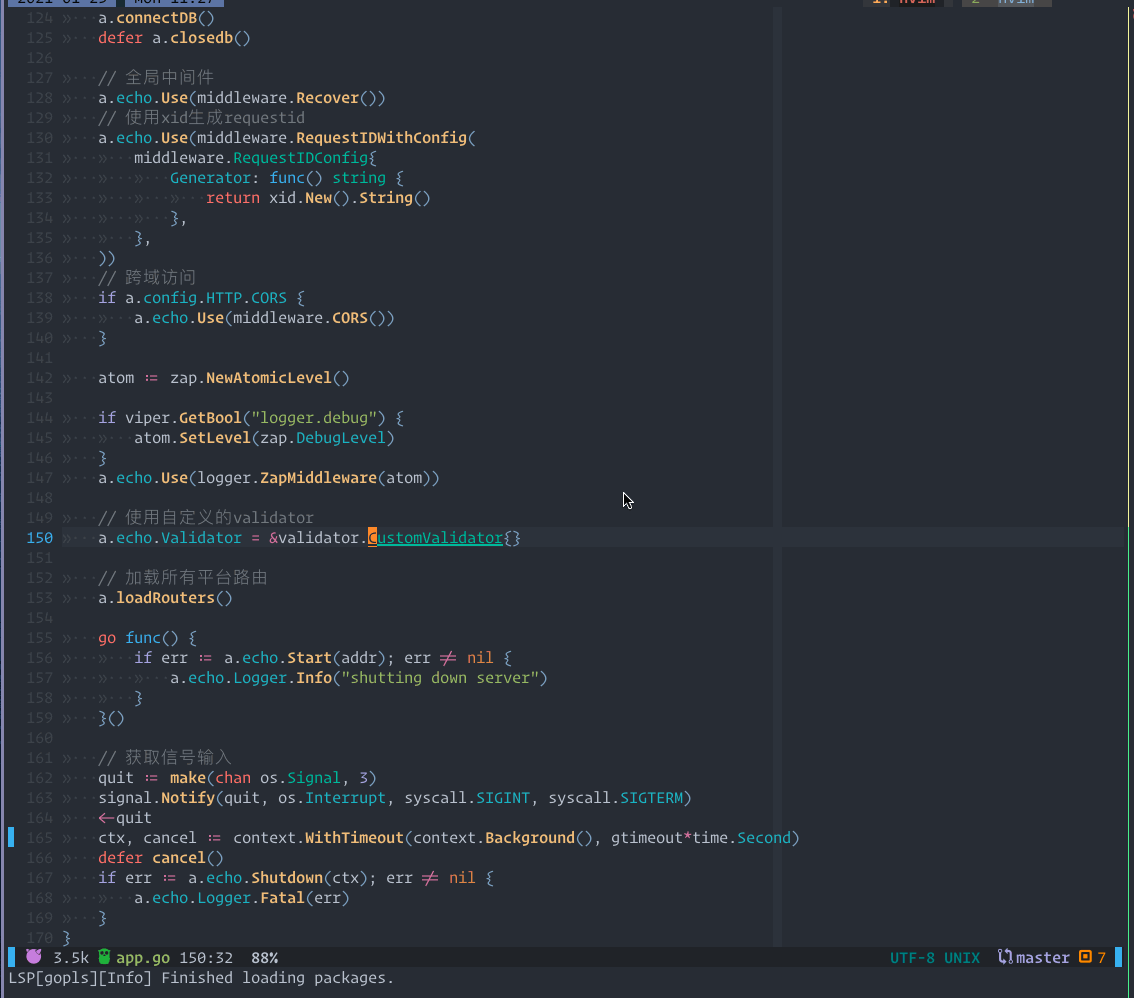 2021-01-25 Mon 11:27 1: nvim 2 nvim
124 »··· a.connectDB()
125 »··· defer a.closedb()
126
127 »··· // 全局中间件
128 »··· a.echo.Use(middleware.Recover())
129 »··· // 使用xid生成requestid
130 »··· a.echo.Use(middleware.RequestIDWithConfig(
131 »···»··· middleware.RequestIDConfig{
132 »···»···»··· Generator: func() string {
133 »···»···»···»··· return xid.New().String()
134 »···»···»··· },
135 »···»··· },
136 »··· ))
137 »··· // 跨域访问
138 »··· if a.config.HTTP.CORS {
139 »···»··· a.echo.Use(middleware.CORS())
140 »··· }
141
142 »··· atom := zap.NewAtomicLevel()
143
144 »··· if viper.GetBool("logger.debug") {
145 »···»··· atom.SetLevel(zap.DebugLevel)
146 »··· }
147 »··· a.echo.Use(logger.ZapMiddleware(atom))
148
149 »··· // 使用自定义的validator
150 »··· a.echo.Validator = &validator.CustomValidator{}
151
152 »··· // 加载所有平台路由
153 »··· a.loadRouters()
154
155 »··· go func() {
156 »···»··· if err := a.echo.Start(addr); err ≠ nil {
157 »···»···»··· a.echo.Logger.Info("shutting down server")
158 »···»··· }
159 »··· }()
160
161 »··· // 获取信号输入
162 »··· quit := make(chan os.Signal, 3)
163 »··· signal.Notify(quit, os.Interrupt, syscall.SIGINT, syscall.SIGTERM)
164 »··· ←quit
165 »··· ctx, cancel := context.WithTimeout(context.Background(), gtimeout*time.Second)
166 »··· defer cancel()
167 »··· if err := a.echo.Shutdown(ctx); err ≠ nil {
168 »···»··· a.echo.Logger.Fatal(err)
169 »··· }
170 }
3.5k app.go 150:32 88% UTF-8 UNIX master 7
LSP[gopls][Info] Finished loading packages.